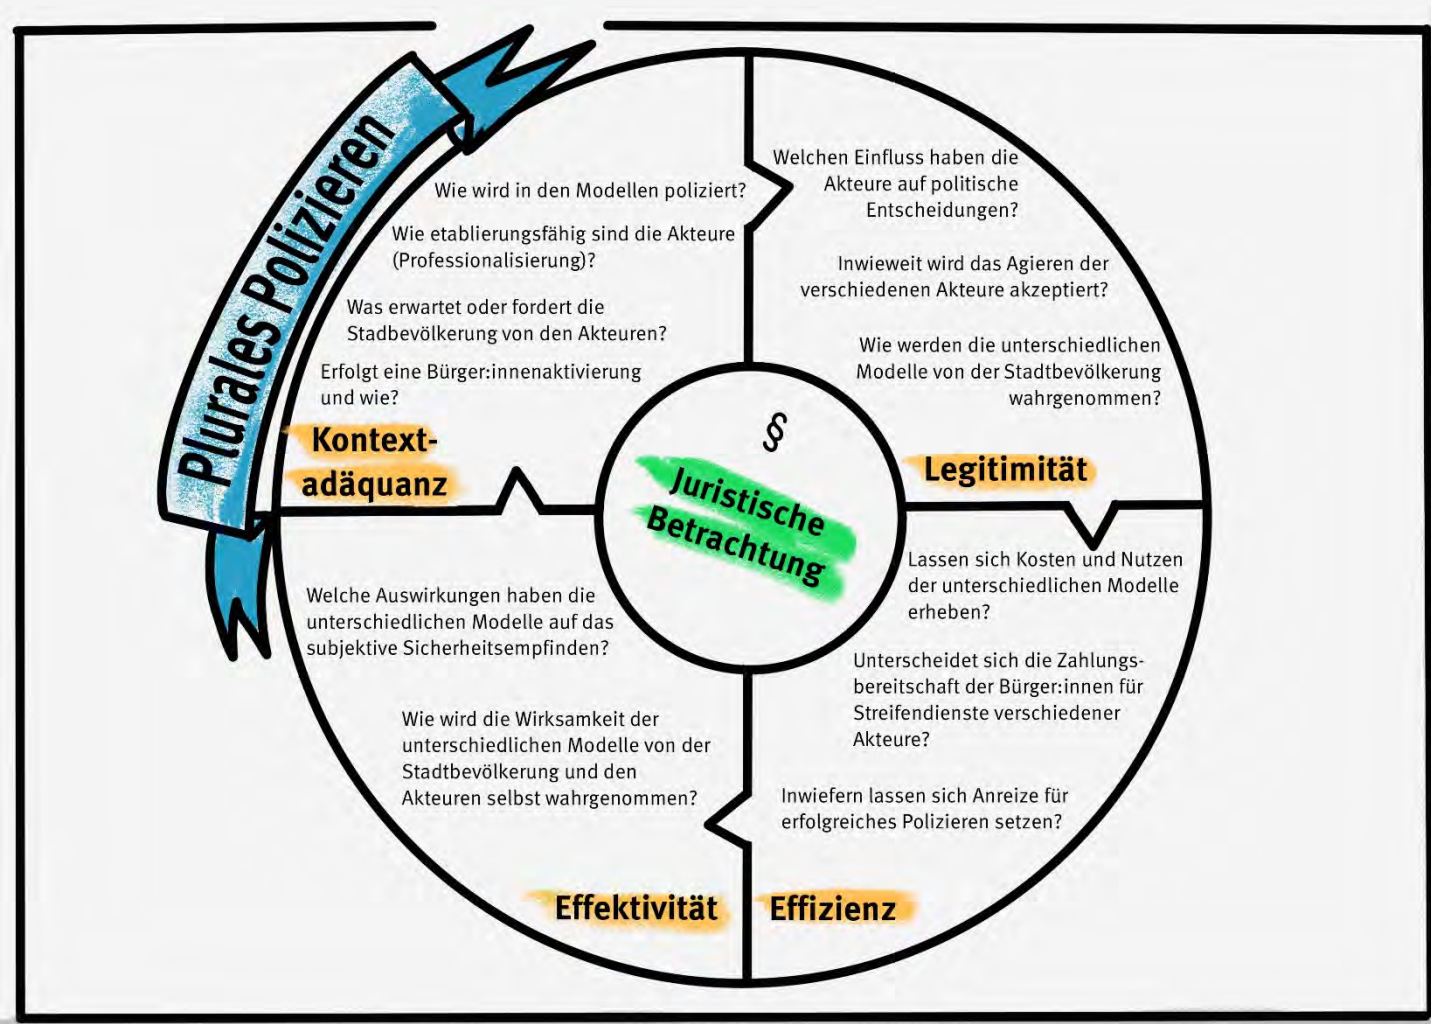 Plurales Polizieren
Wie wird in den Modellen poliziert?
Wie etablierungsfähig sind die Akteure
(Professionalisierung)?
Was erwartet oder fordert die
Stadbevölkerung von den Akteuren?
Erfolgt eine Bürger:innenaktivierung
und wie?
Kontext-
adäquanz
Welchen Einfluss haben die
Akteure auf politische
Entscheidungen?
Inwieweit wird das Agieren der
verschiedenen Akteure akzeptiert?
Wie werden die unterschiedlichen
Modelle von der Stadtbevölkerung
wahrgenommen?
Legitimität
§
Juristische
Betrachtung
Welche Auswirkungen haben die
unterschiedlichen Modelle auf das
subjektive Sicherheitsempfinden?
Wie wird die Wirksamkeit der
unterschiedlichen Modelle von der
Stadtbevölkerung und den
Akteuren selbst wahrgenommen?
Effektivität
Lassen sich Kosten und Nutzen
der unterschiedlichen Modelle
erheben?
Unterscheidet sich die Zahlungs-
bereitschaft der Bürger:innen für
Streifendienste verschiedener
Akteure?
Inwiefern lassen sich Anreize für
erfolgreiches Polizieren setzen?
Effizienz